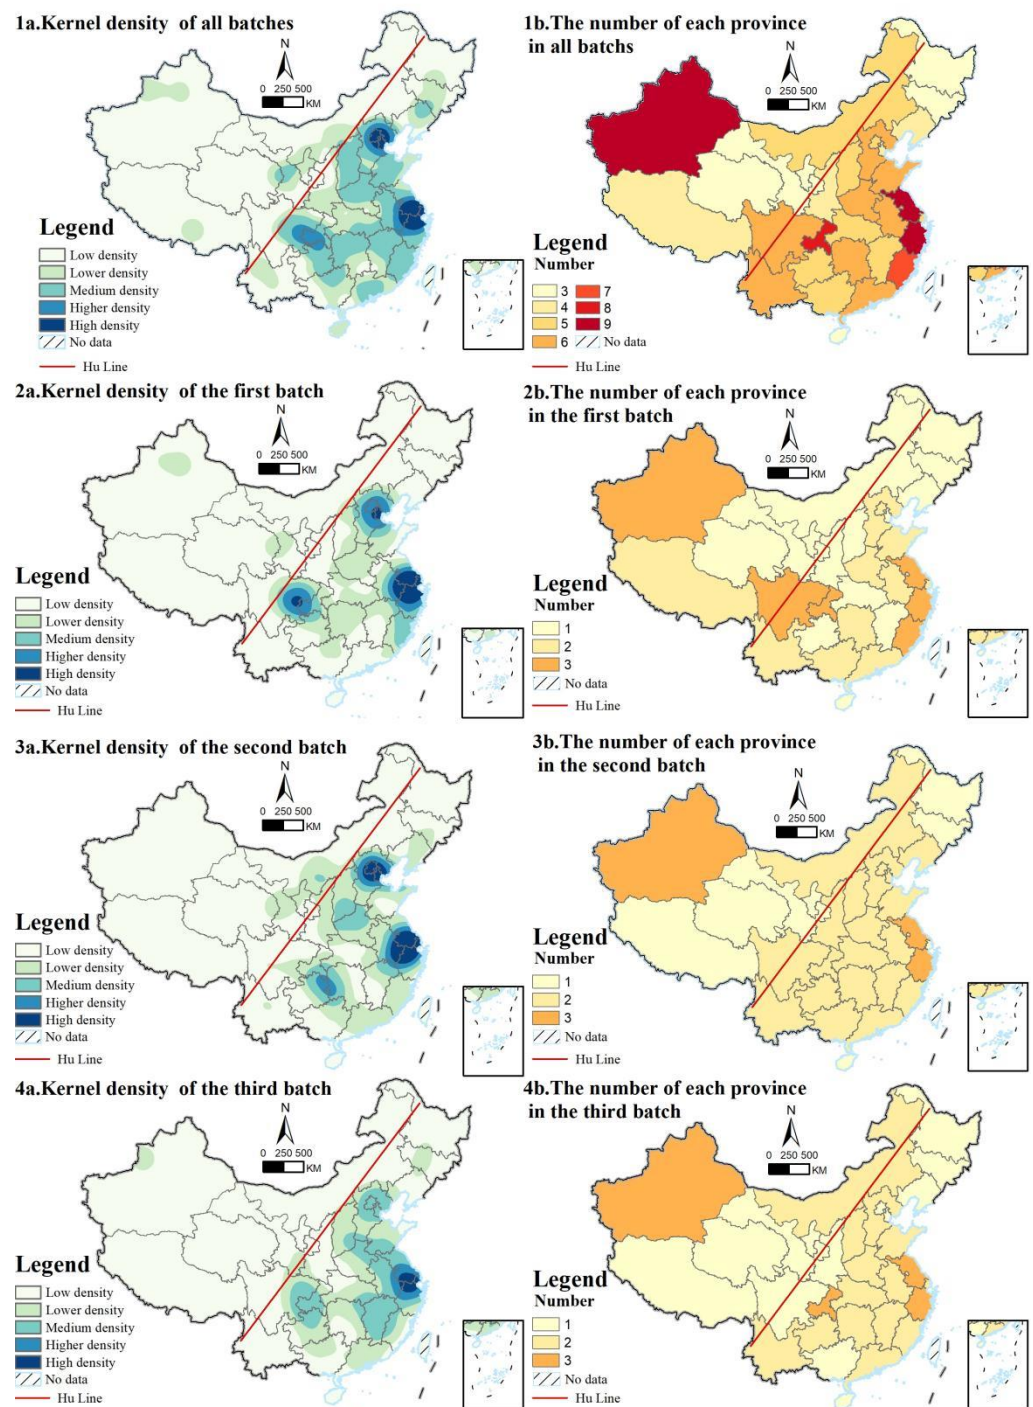 1a.Kernel density of all batches
N
0 250 500
KM
Legend
Low density
Lower density
Medium density
Higher density
High density
No data
Hu Line
1b.The number of each province
in all batchs
N
0 250 500
KM
Legend
Number
3 7
4 8
5 9
6 No data
Hu Line
2a.Kernel density of the first batch
N
0 250 500
KM
Legend
Low density
Lower density
Medium density
Higher density
High density
No data
Hu Line
2b.The number of each province
in the first batch
N
0 250 500
KM
Legend
Number
1
2
3
No data
Hu Line
3a.Kernel density of the second batch
N
0 250 500
KM
Legend
Low density
Lower density
Medium density
Higher density
High density
No data
Hu Line
3b.The number of each province
in the second batch
N
0 250 500
KM
Legend
Number
1
2
3
No data
Hu Line
4a.Kernel density of the third batch
N
0 250 500
KM
Legend
Low density
Lower density
Medium density
Higher density
High density
No data
Hu Line
4b.The number of each province
in the third batch
N
0 250 500
KM
Legend
Number
1
2
3
No data
Hu Line